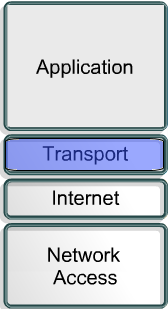 Application
Transport
Internet
Network
Access